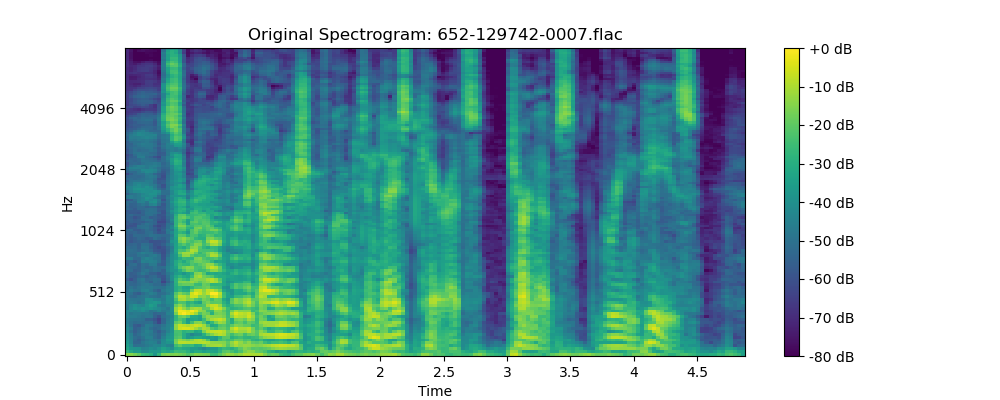 Original Spectrogram: 652-129742-0007.flac
Hz
4096
2048
1024
512
0
0 0.5 1 1.5 2 2.5 3 3.5 4 4.5
Time
+0 dB
-10 dB
-20 dB
-30 dB
-40 dB
-50 dB
-60 dB
-70 dB
-80 dB